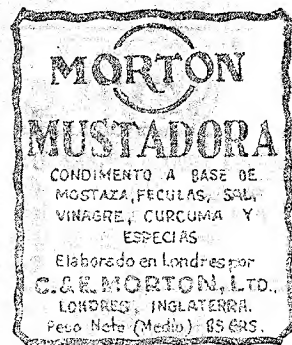 MORTON
MUSTADORA
CONDIMENTO A BASE DE
MOSTAZA, FECULAS, SAL,
VINAGRE, CURCUMA Y
ESPECIAS
Elaborado en Londres por
C. & E. MORTON, LTD.,
LONDRES, INGLATERRA.
Peso Neto (Medio) 85 GRS.